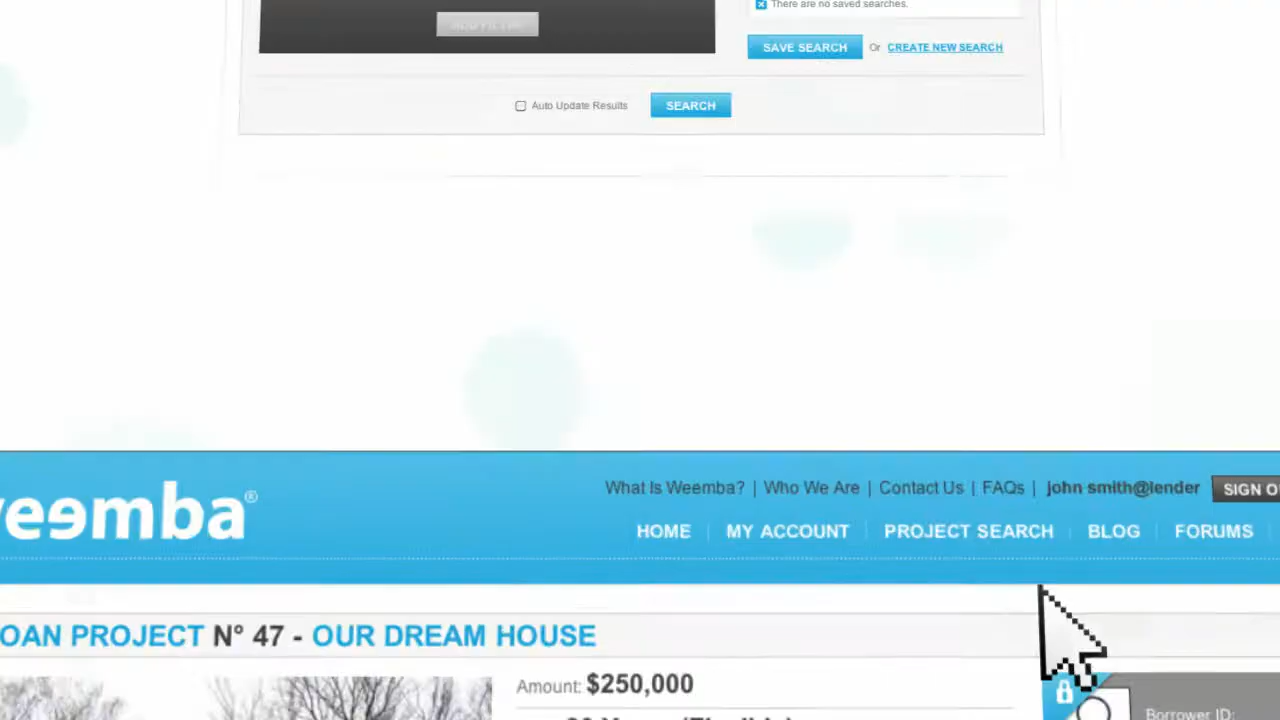 There are no saved searches.
SAVE SEARCH Or CREATE NEW SEARCH
Auto Update Results SEARCH
What Is Weemba? | Who We Are | Contact Us | FAQs | john smith@lender SIGN O
eemba®
HOME MY ACCOUNT PROJECT SEARCH BLOG FORUMS
OAN PROJECT N° 47 - OUR DREAM HOUSE
Amount: $250,000
Borrower ID: